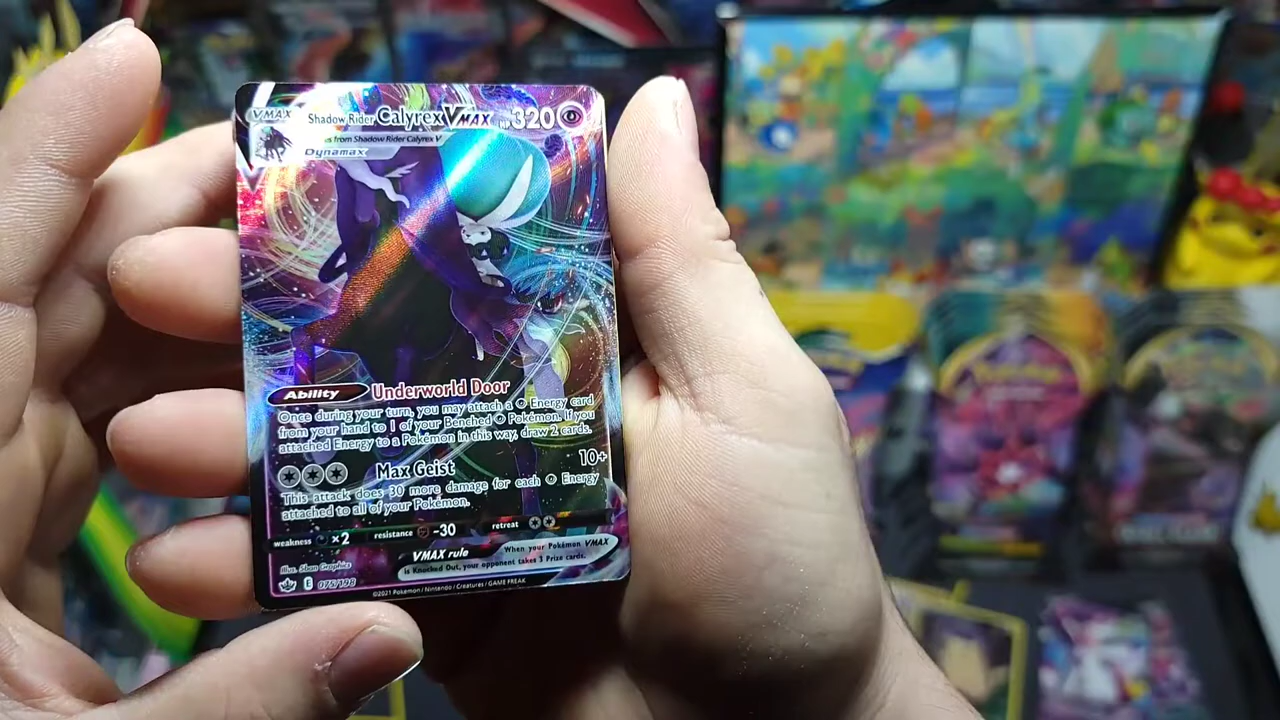 VMAX Shadow Rider Calyrex VMAX HP 320
s from Shadow Rider Calyrex V
Dynamax
Ability Underworld Door
Once during your turn, you may attach a Energy card
from your hand to 1 of your Benched Pokémon. If you
attached Energy to a Pokémon in this way, draw 2 cards.
Max Geist 10+
This attack does 30 more damage for each Energy
attached to all of your Pokémon.
weakness ×2 resistance -30 retreat
VMAX rule When your Pokémon VMAX
is Knocked Out, your opponent takes 3 Prize cards.
Illus. 5ban Graphics
E 075/198
©2021 Pokémon / Nintendo / Creatures / GAME FREAK